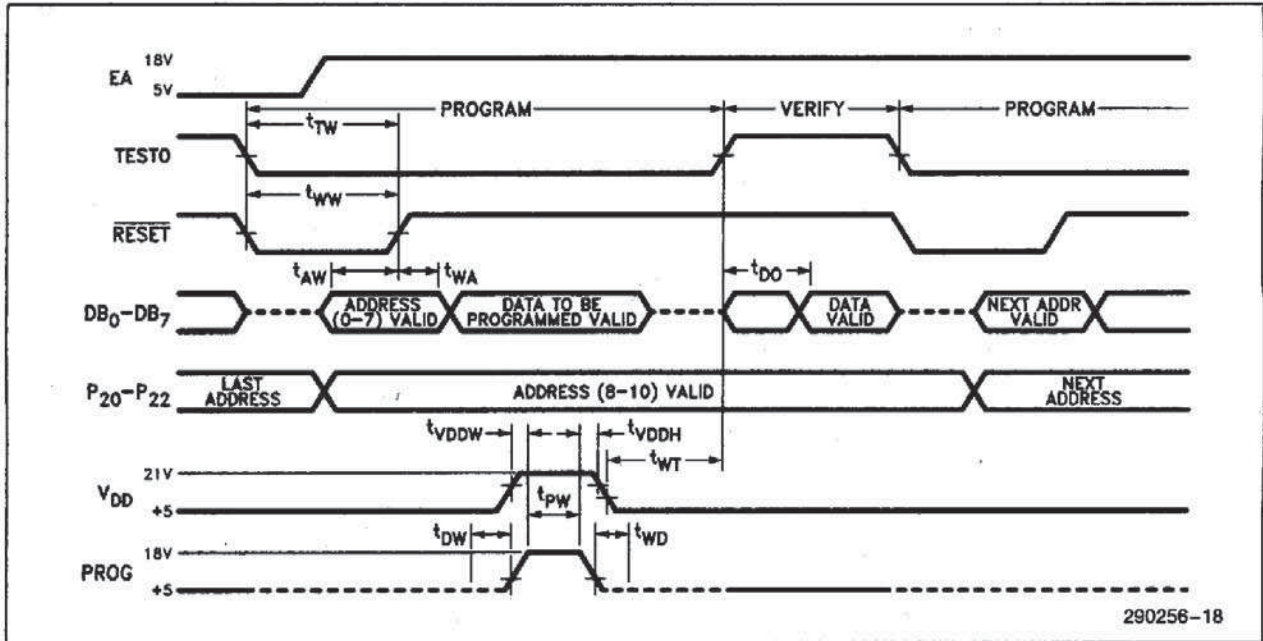 18V
EA
5V
PROGRAM VERIFY PROGRAM
tTW
TEST0
tWW
RESET
tAW tWA tDO
DB0-DB7 ADDRESS (0-7) VALID DATA TO BE PROGRAMMED VALID DATA VALID NEXT ADDR VALID
P20-P22 LAST ADDRESS ADDRESS (8-10) VALID NEXT ADDRESS
tVDDW tVDDH
tWT
21V
VDD
tPW
+5
tDW tWD
18V
PROG
+5
290256-18